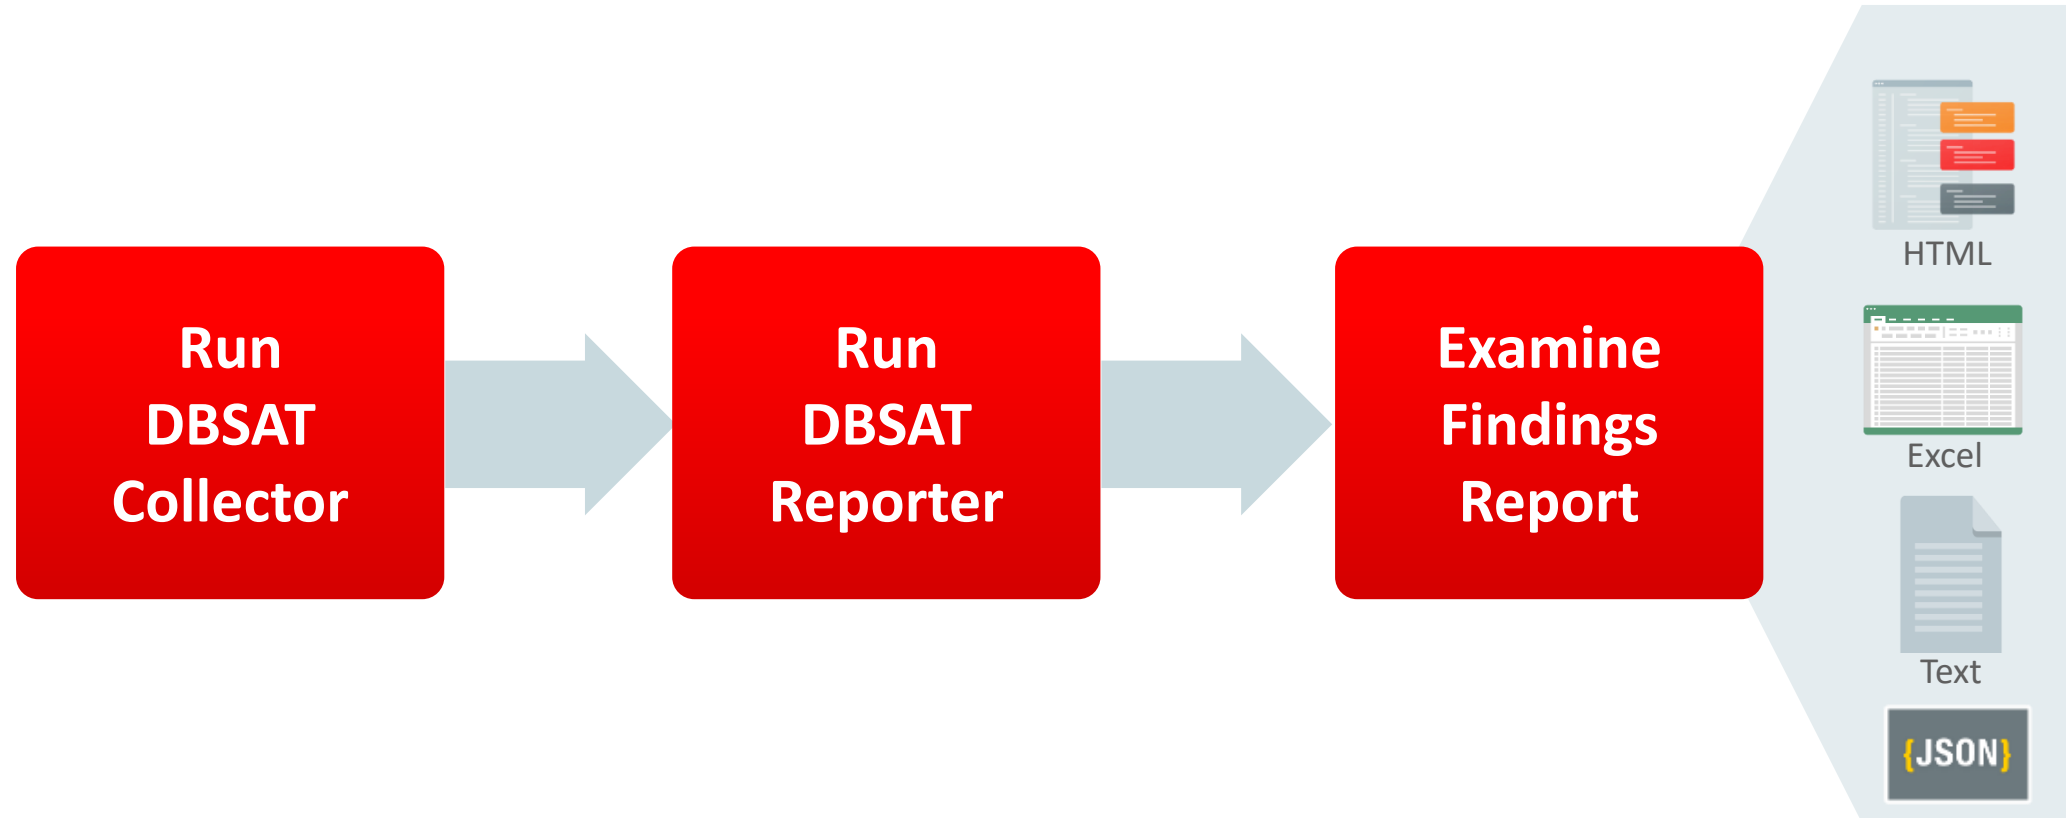 Run
DBSAT
Collector
Run
DBSAT
Reporter
Examine
Findings
Report
HTML
Excel
Text
{JSON}